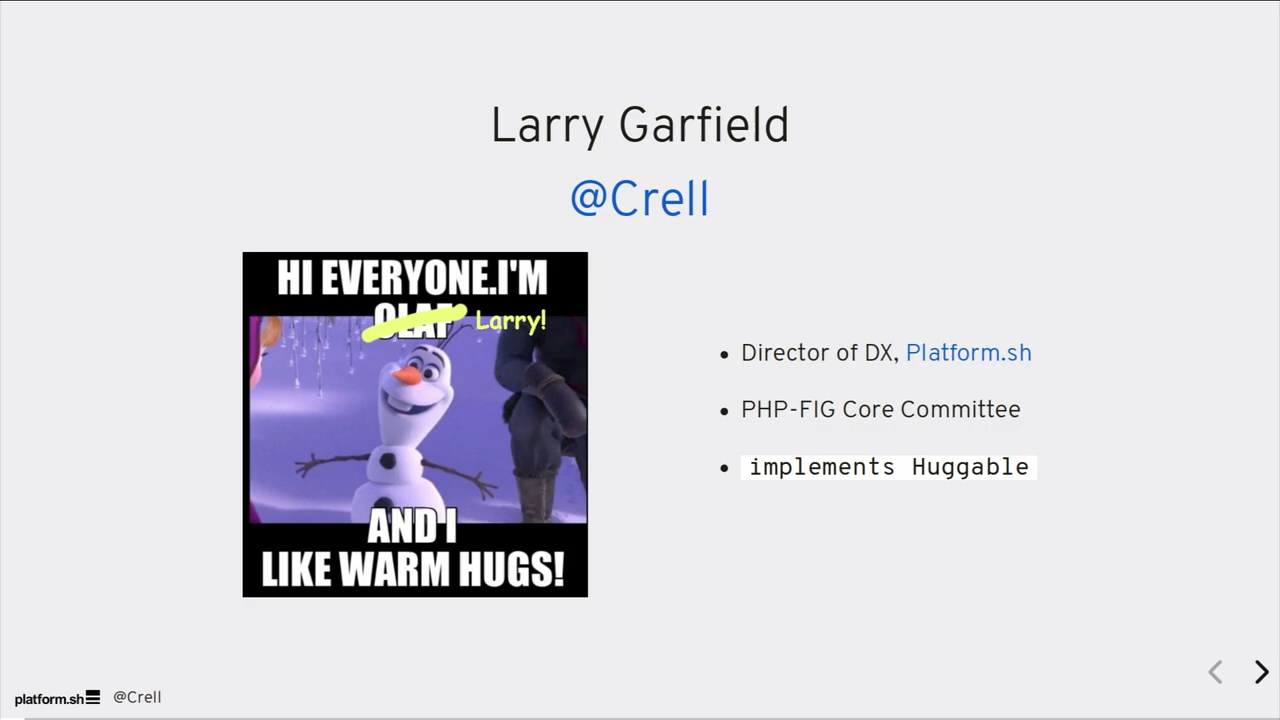 Larry Garfield
@Crell
HI EVERYONE.I'M
OLAF Larry!
AND I
LIKE WARM HUGS!
Director of DX, Platform.sh
PHP-FIG Core Committee
implements Huggable
platform.sh @Crell